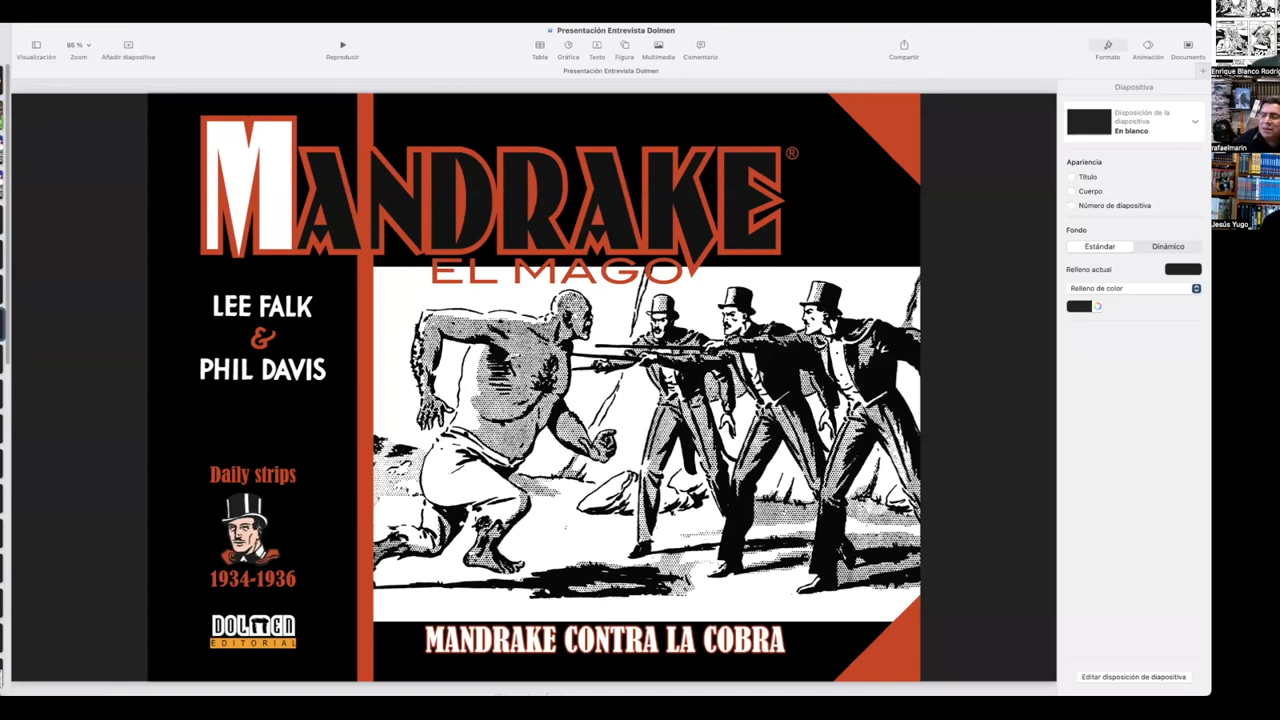 Presentación Entrevista Dolmen
95 %
Visualización
Zoom
Añadir diapositiva
Reproducir
Tabla
Gráfica
Texto
Figura
Multimedia
Comentario
Compartir
Formato
Animación
Documento
Presentación Entrevista Dolmen
+
Diapositiva
Disposición de la
diapositiva
En blanco
Apariencia
Título
Cuerpo
Número de diapositiva
Fondo
Estándar
Dinámico
Relleno actual
Relleno de color
Editar disposición de diapositiva
MANDRAKE®
EL MAGO
LEE FALK
&
PHIL DAVIS
Daily strips
1934-1936
DOLMEN
EDITORIAL
MANDRAKE CONTRA LA COBRA
Enrique Blanco Rodríg
rafaelmarin
Jesús Yugo